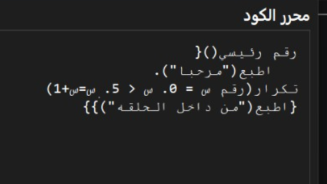 محرر الكود
رقم رئيسي(){
اطبع("مرحبا").
تكرار(رقم س = 0. س < 5. س=س+1)
{اطبع("من داخل الحلقه")}}